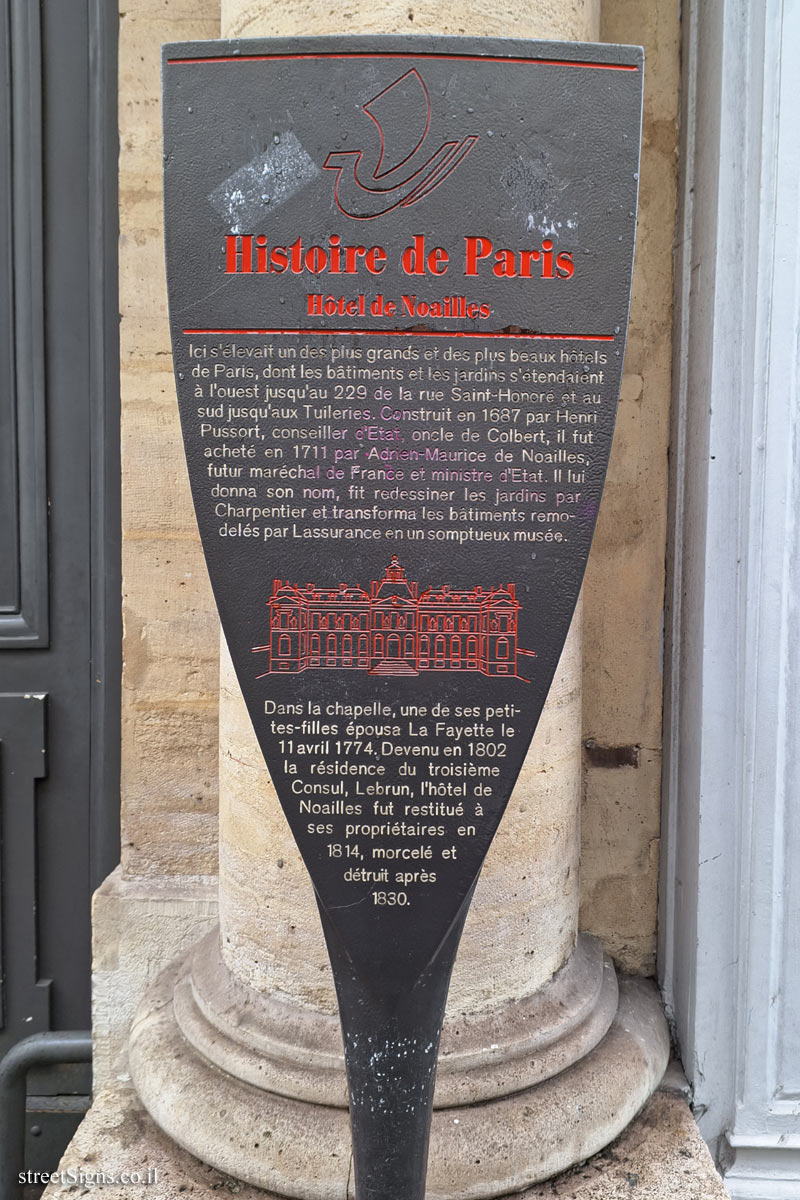 Histoire de Paris
Hôtel de Noailles
Ici s'élevait un des plus grands et des plus beaux hôtels
de Paris, dont les bâtiments et les jardins s'étendaient
à l'ouest jusqu'au 229 de la rue Saint-Honoré et au
sud jusqu'aux Tuileries. Construit en 1687 par Henri
Pussort, conseiller d'Etat, oncle de Colbert, il fut
acheté en 1711 par Adrien-Maurice de Noailles,
futur maréchal de France et ministre d'Etat. Il lui
donna son nom, fit redessiner les jardins par
Charpentier et transforma les bâtiments remo-
delés par Lassurance en un somptueux musée.
Dans la chapelle, une de ses peti-
tes-filles épousa La Fayette le
11 avril 1774. Devenu en 1802
la résidence du troisième
Consul, Lebrun, l'hôtel de
Noailles fut restitué à
ses propriétaires en
1814, morcelé et
détruit après
1830.
streetSigns.co.il